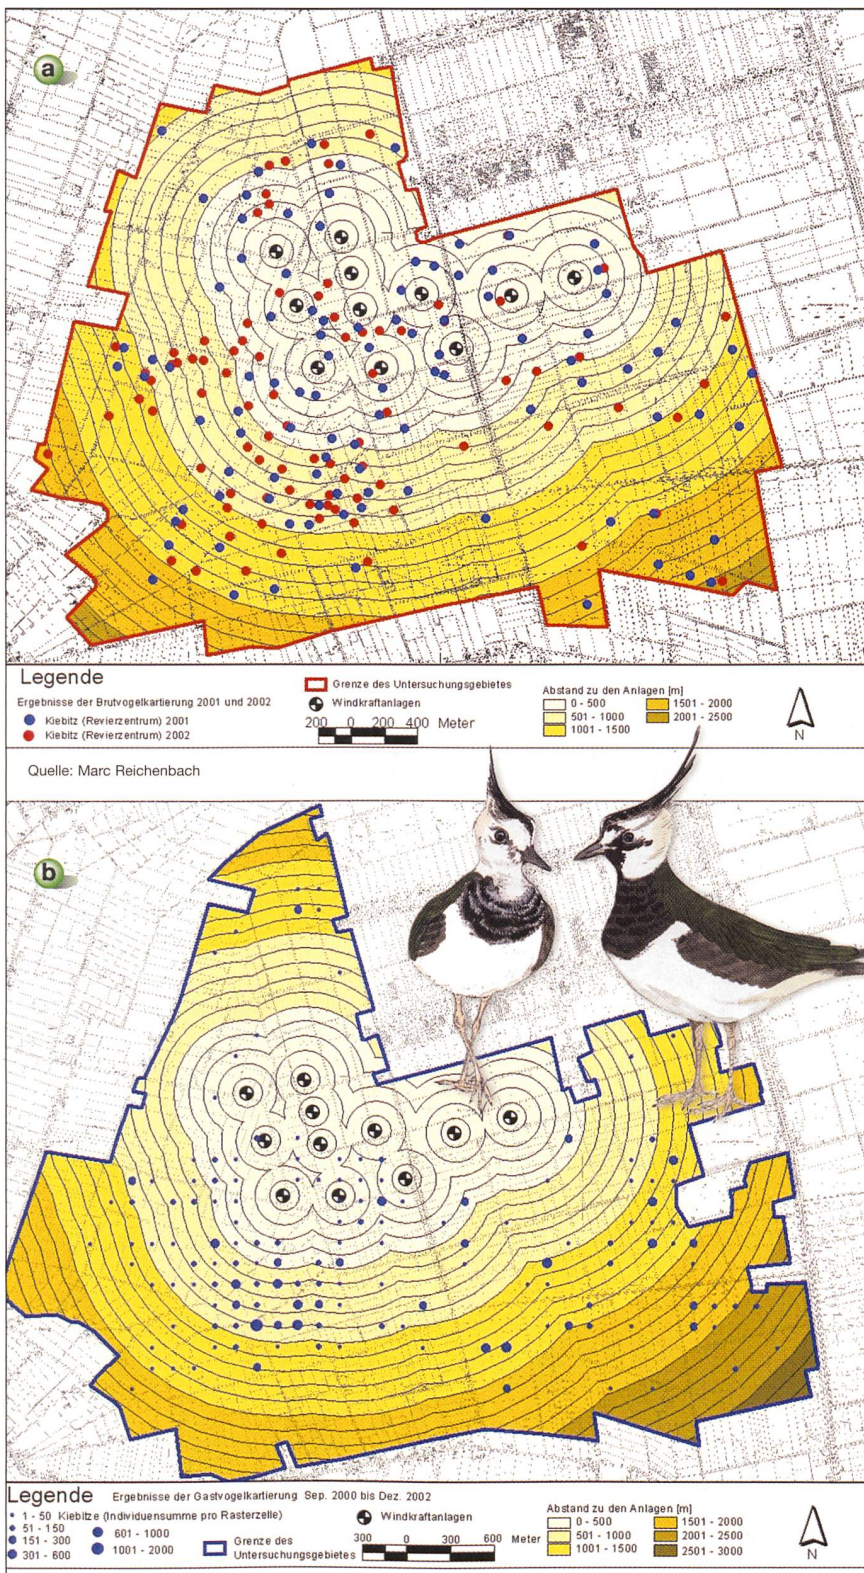 a
Legende
Ergebnisse der Brutvogelkartierung 2001 und 2002
Kiebitz (Revierzentrum) 2001
Kiebitz (Revierzentrum) 2002
Grenze des Untersuchungsgebietes
Windkraftanlagen
200 0 200 400 Meter
Abstand zu den Anlagen [m]
0 - 500
501 - 1000
1001 - 1500
1501 - 2000
2001 - 2500
N
Quelle: Marc Reichenbach
b
Legende
Ergebnisse der Gastvogelkartierung Sep. 2000 bis Dez. 2002
1 - 50 Kiebitze (Individuensumme pro Rasterzelle)
51 - 150
151 - 300
301 - 600
601 - 1000
1001 - 2000
Grenze des
Untersuchungsgebietes
Windkraftanlagen
300 0 300 600 Meter
Abstand zu den Anlagen [m]
0 - 500
501 - 1000
1001 - 1500
1501 - 2000
2001 - 2500
2501 - 3000
N